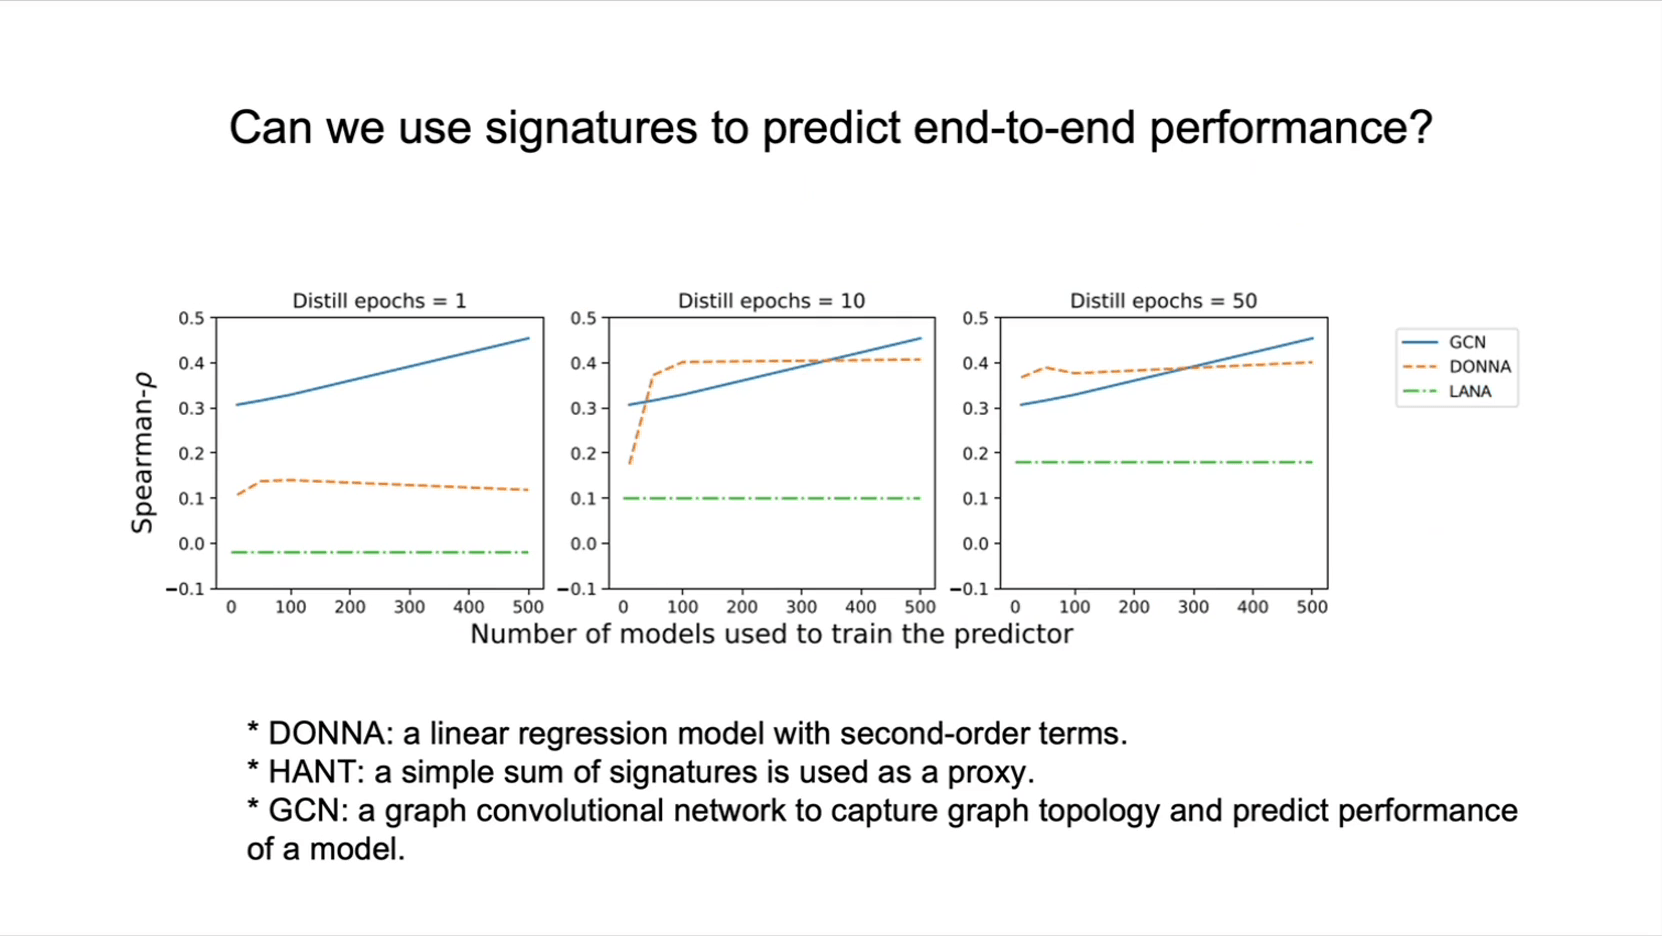 Can we use signatures to predict end-to-end performance?
Distill epochs = 1
Distill epochs = 10
Distill epochs = 50
0.5
0.4
0.3
0.2
0.1
0.0
−0.1
0 100 200 300 400 500
0.5
0.4
0.3
0.2
0.1
0.0
−0.1
0 100 200 300 400 500
0.5
0.4
0.3
0.2
0.1
0.0
−0.1
0 100 200 300 400 500
GCN
DONNA
LANA
Spearman-ρ
Number of models used to train the predictor
* DONNA: a linear regression model with second-order terms.
* HANT: a simple sum of signatures is used as a proxy.
* GCN: a graph convolutional network to capture graph topology and predict performance
of a model.